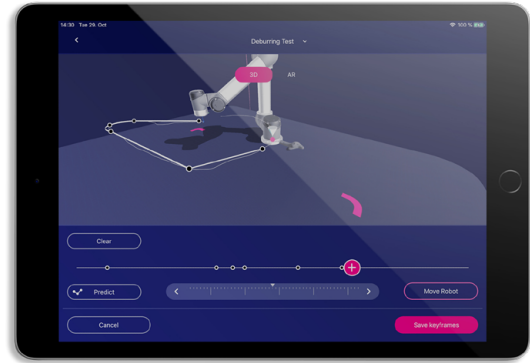 14:30 Tue 29. Oct
100 %
Deburring Test
3D
AR
Clear
Predict
Move Robot
Cancel
Save keyframes